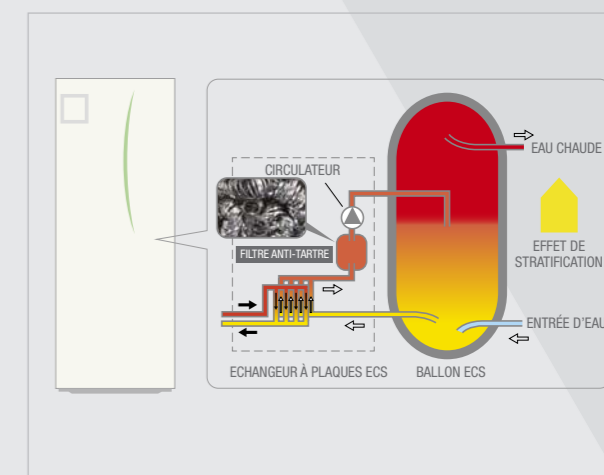 CIRCULATEUR
EAU CHAUDE
FILTRE ANTI-TARTRE
EFFET DE
STRATIFICATION
ENTRÉE D'EAU
ECHANGEUR À PLAQUES ECS
BALLON ECS